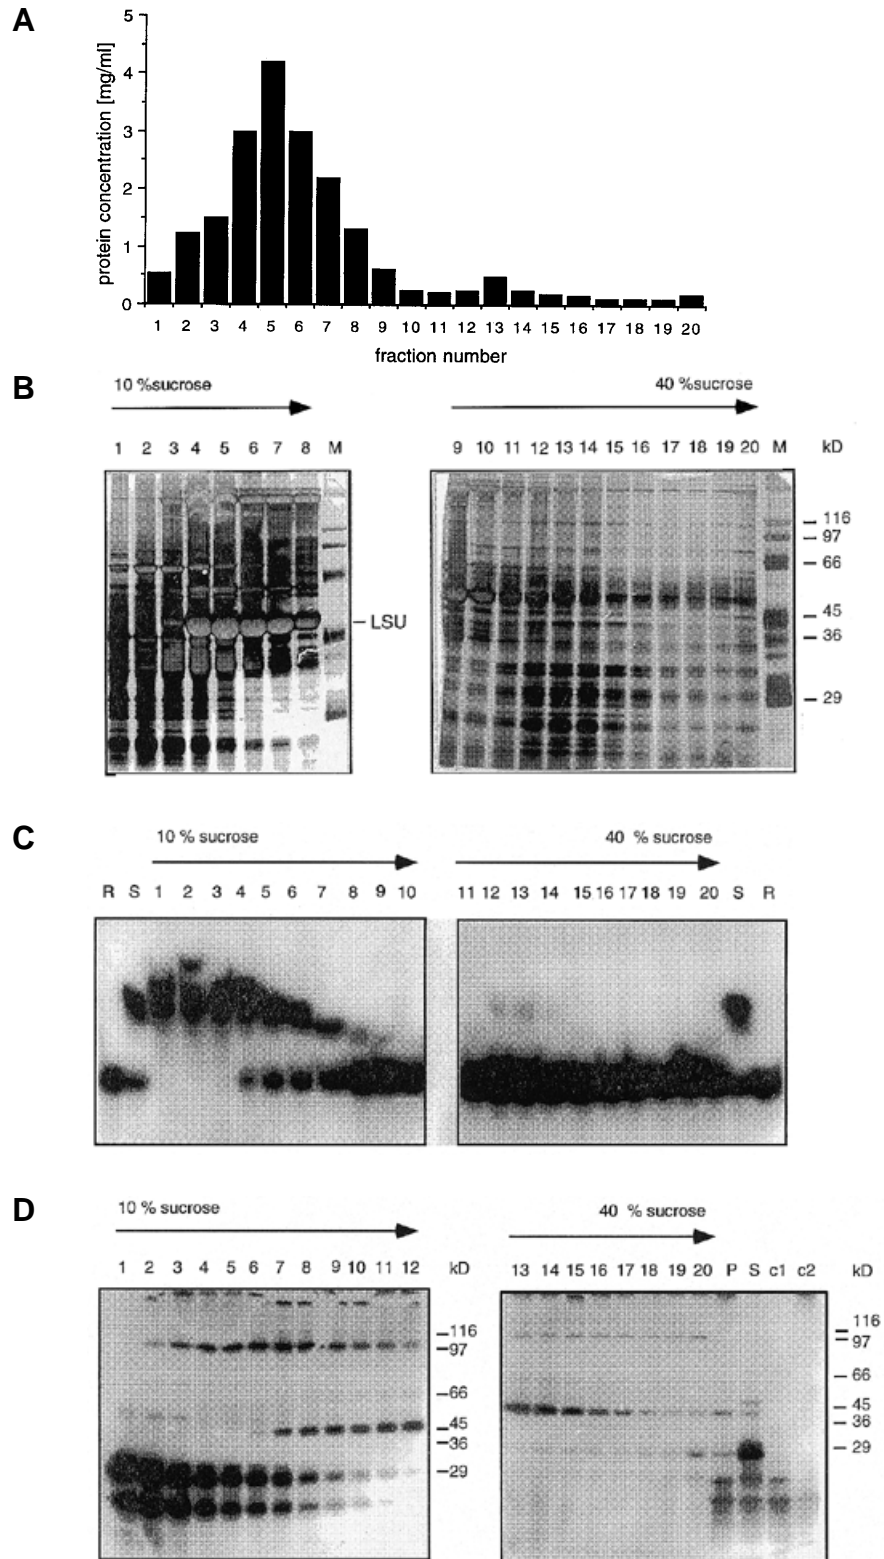 A
protein concentration [mg/ml]
5
4
3
2
1
0
1 2 3 4 5 6 7 8 9 10 11 12 13 14 15 16 17 18 19 20
fraction number
B
10 %sucrose
40 %sucrose
1 2 3 4 5 6 7 8 M
9 10 11 12 13 14 15 16 17 18 19 20 M kD
116
97
66
45
36
29
LSU
C
10 % sucrose
40 % sucrose
R S 1 2 3 4 5 6 7 8 9 10
11 12 13 14 15 16 17 18 19 20 S R
D
10 % sucrose
40 % sucrose
1 2 3 4 5 6 7 8 9 10 11 12 kD
116
97
66
45
36
29
13 14 15 16 17 18 19 20 P S c1 c2 kD
116
97
66
45
36
29